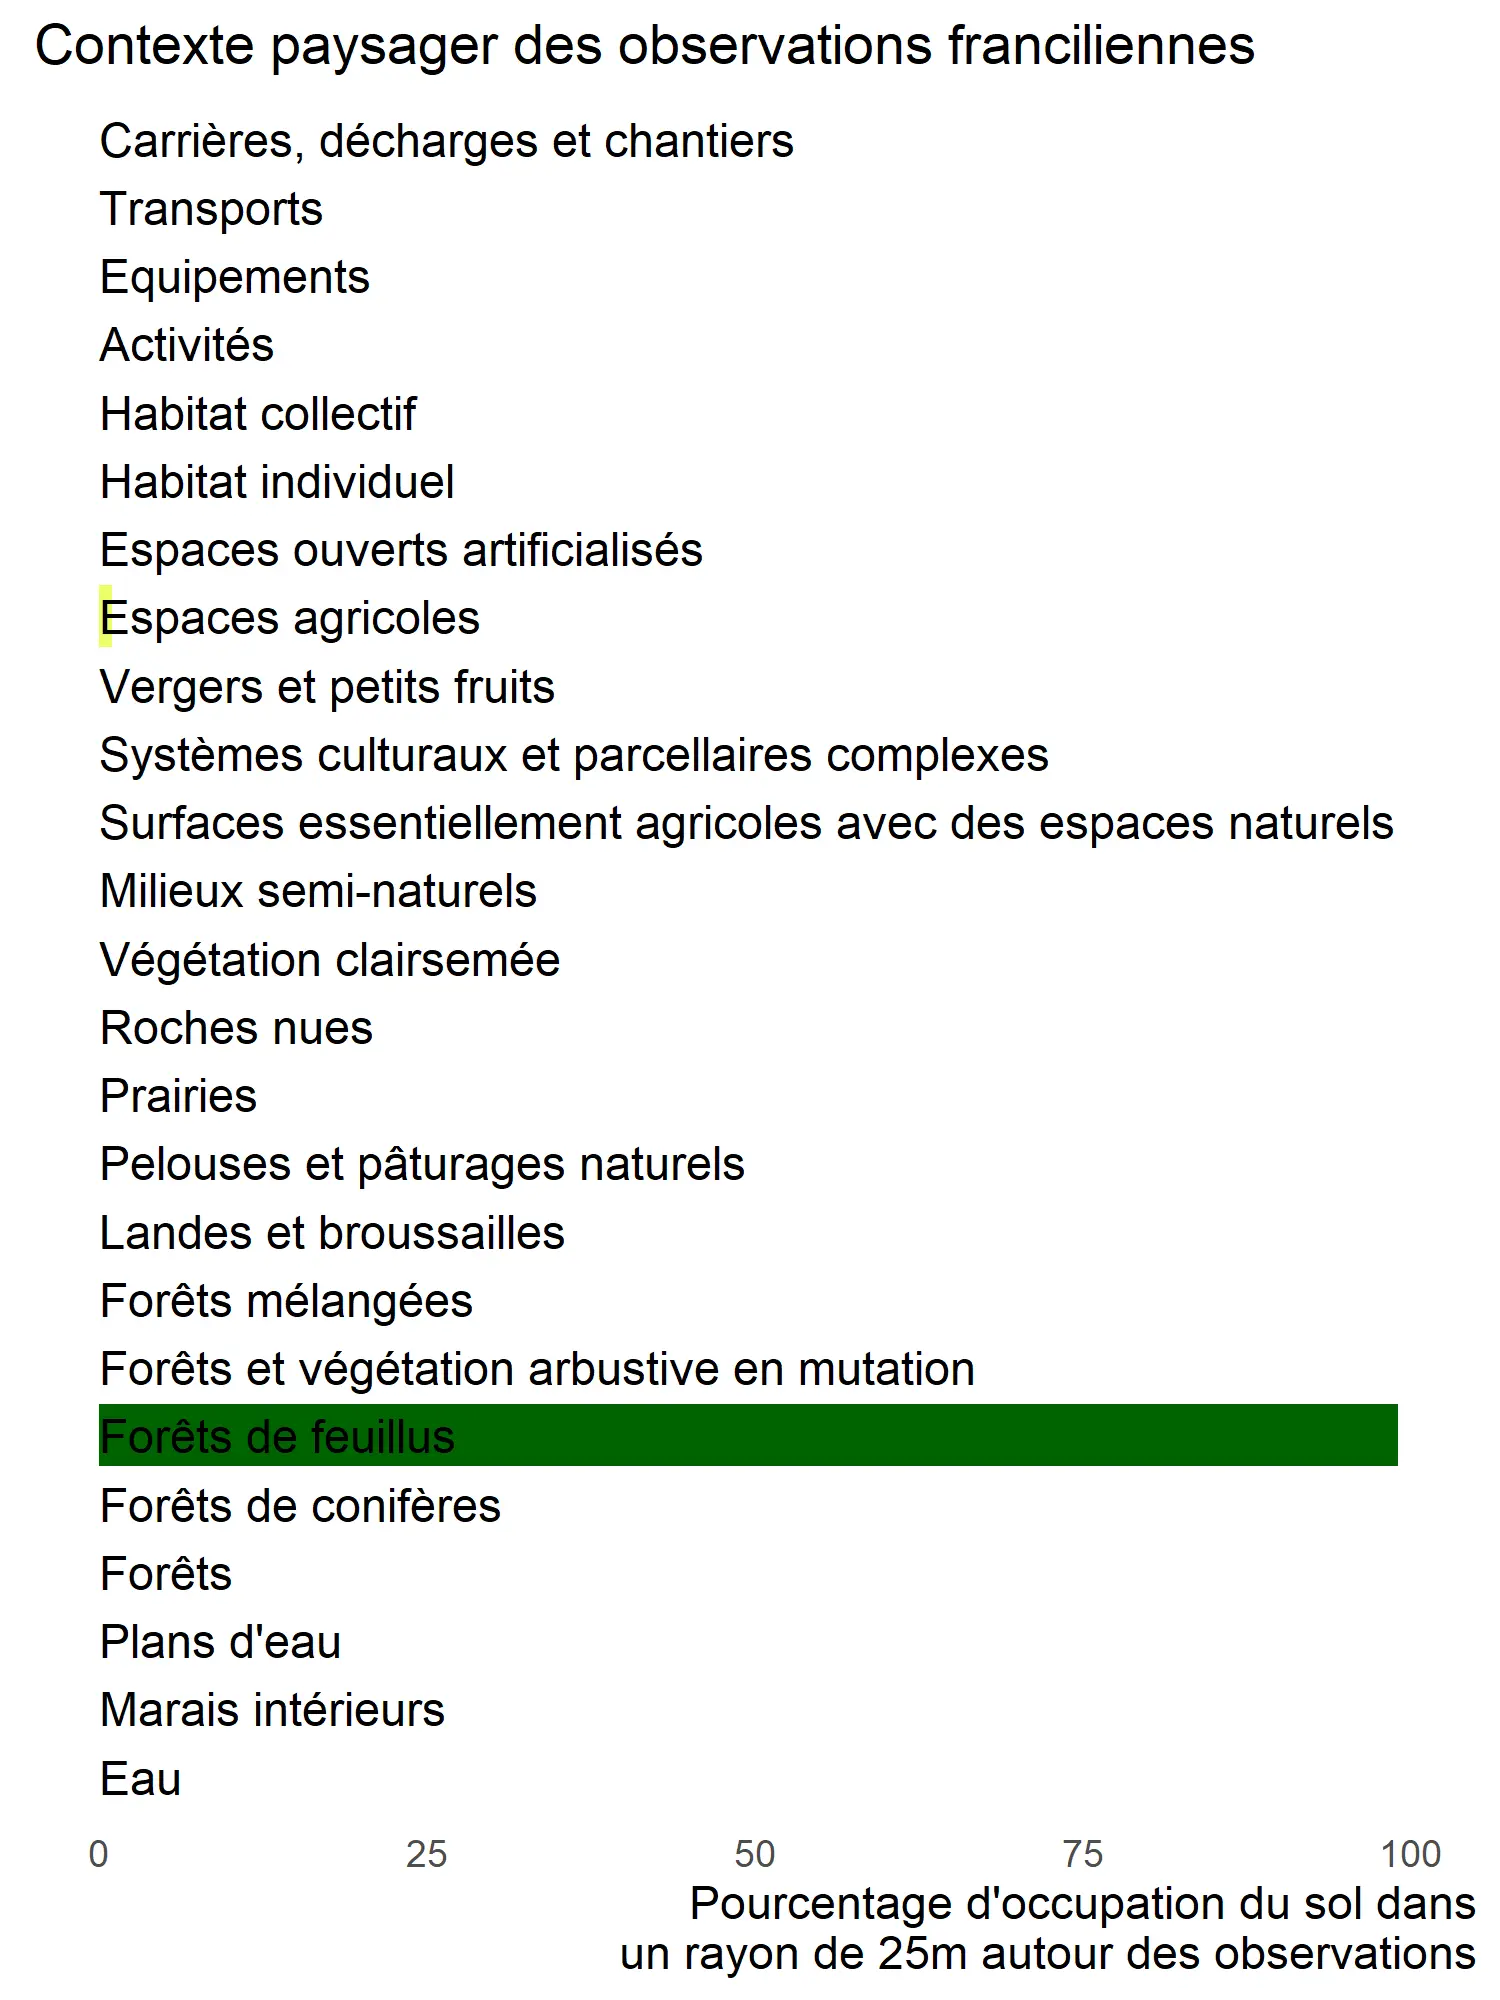 Contexte paysager des observations franciliennes
Carrières, décharges et chantiers
Transports
Equipements
Activités
Habitat collectif
Habitat individuel
Espaces ouverts artificialisés
Espaces agricoles
Vergers et petits fruits
Systèmes culturaux et parcellaires complexes
Surfaces essentiellement agricoles avec des espaces naturels
Milieux semi-naturels
Végétation clairsemée
Roches nues
Prairies
Pelouses et pâturages naturels
Landes et broussailles
Forêts mélangées
Forêts et végétation arbustive en mutation
Forêts de feuillus
Forêts de conifères
Forêts
Plans d'eau
Marais intérieurs
Eau
0 25 50 75 100
Pourcentage d'occupation du sol dans
un rayon de 25m autour des observations